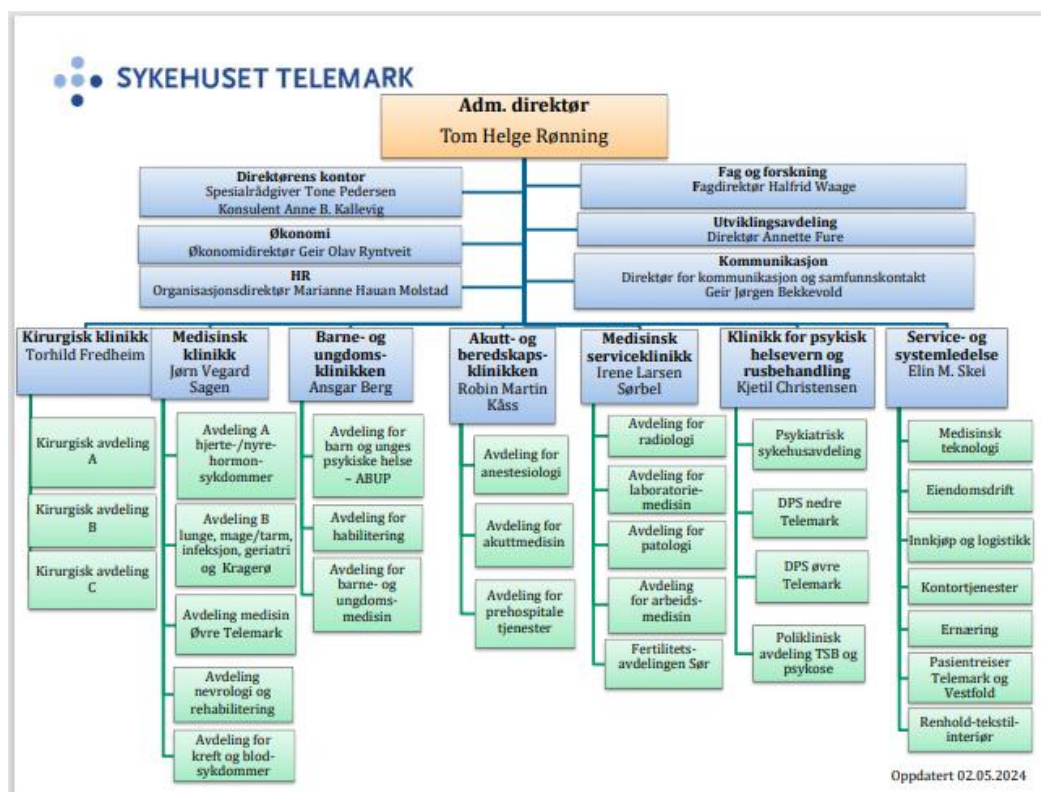 SYKEHUSET TELEMARK
Adm. direktør
Tom Helge Rønning
Direktørens kontor
Spesialrådgiver Tone Pedersen
Konsulent Anne B. Kallevig
Fag og forskning
Fagdirektør Halfrid Waage
Økonomi
Økonomidirektør Geir Olav Ryntveit
Utviklingsavdeling
Direktør Annette Fure
HR
Organisasjonsdirektør Marianne Hauan Molstad
Kommunikasjon
Direktør for kommunikasjon og samfunnskontakt
Geir Jørgen Bekkevold
Kirurgisk klinikk
Torhild Fredheim
Kirurgisk avdeling
A
Kirurgisk avdeling
B
Kirurgisk avdeling
C
Medisinsk
klinikk
Jørn Vegard
Sagen
Avdeling A
hjerte-/nyre-
hormon-
sykdommer
Avdeling B
lunge, mage/tarm,
infeksjon, geriatri
og Kragerø
Avdeling medisin
Øvre Telemark
Avdeling
nevrologi og
rehabilitering
Avdeling for
kreft og blod-
sykdommer
Barne- og
ungdoms-
klinikken
Ansgar Berg
Avdeling for
barn og unges
psykiske helse
– ABUP
Avdeling for
habilitering
Avdeling for
barne- og
ungdoms-
medisin
Akutt- og
beredskaps-
klinikken
Robin Martin
Kåss
Avdeling for
anestesiologi
Avdeling for
akuttmedisin
Avdeling for
prehospitale
tjenester
Medisinsk
serviceklinikk
Irene Larsen
Sørbel
Avdeling for
radiologi
Avdeling for
laboratorie-
medisin
Avdeling for
patologi
Avdeling
for arbeids-
medisin
Fertilitets-
avdelingen Sør
Klinikk for psykisk
helsevern og
rusbehandling
Kjetil Christensen
Psykiatrisk
sykehusavdeling
DPS nedre
Telemark
DPS øvre
Telemark
Poliklinisk
avdeling TSB og
psykose
Service- og
systemledelse
Elin M. Skei
Medisinsk
teknologi
Eiendomsdrift
Innkjøp og logistikk
Kontortjenester
Ernæring
Pasientreiser
Telemark og
Vestfold
Renhold-tekstil-
interiør
Oppdatert 02.05.2024